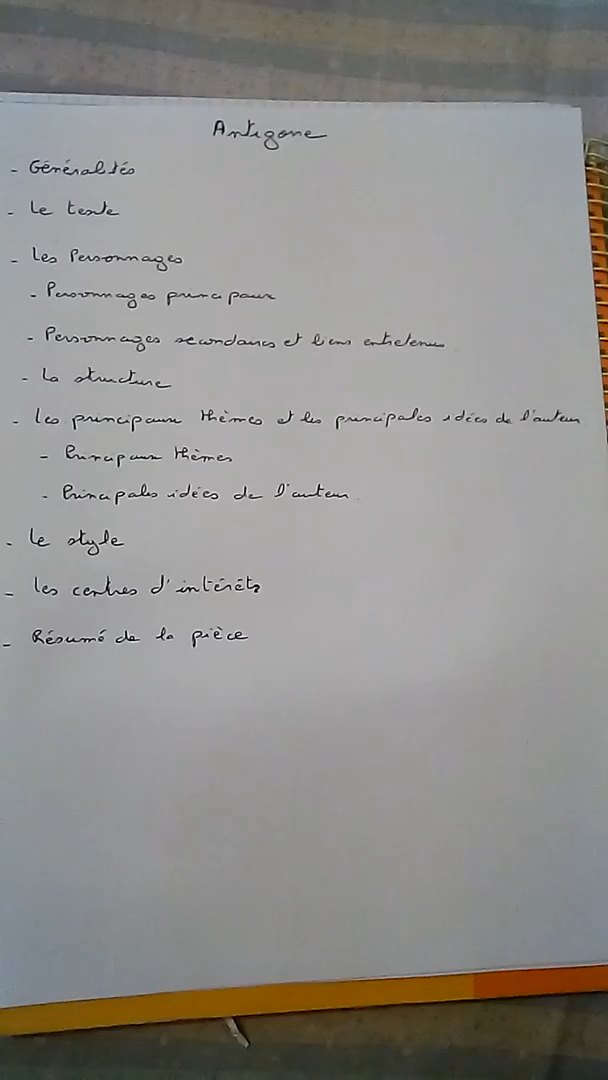 Antigone
- Généralités
- Le texte
- Les Personnages
- Personnages principaux
- Personnages secondaires et liens entretenus
- La structure
- Les principaux thèmes et les principales idées de l'auteur
- Principaux thèmes
- Principales idées de l'auteur.
- Le style
- Les centres d'intérêts
- Résumé de la pièce